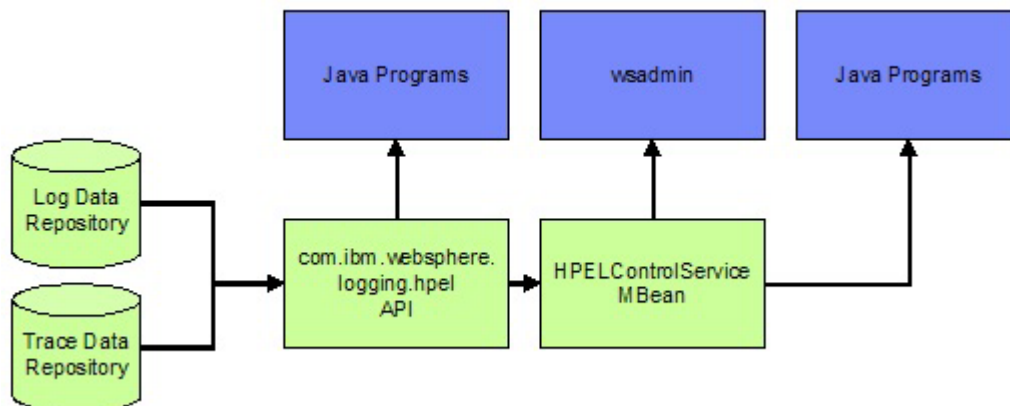 Java Programs
wsadmin
Java Programs
Log Data
Repository
com.ibm.websphere.
logging.hpel
API
HPELControlService
MBean
Trace Data
Repository